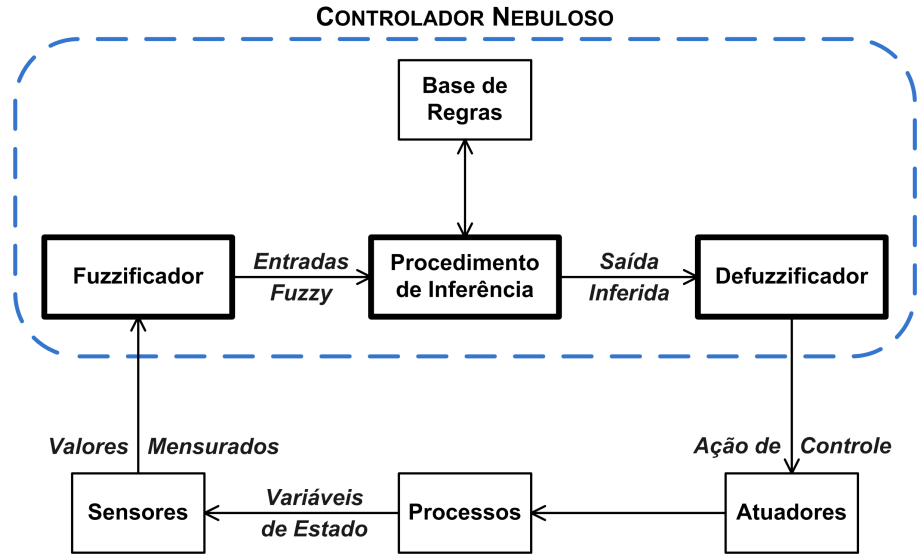 CONTROLADOR NEBULOSO
Base de
Regras
Fuzzificador
Entradas
Fuzzy
Procedimento
de Inferência
Saída
Inferida
Defuzzificador
Valores Mensurados
Ação de Controle
Sensores
Variáveis
de Estado
Processos
Atuadores